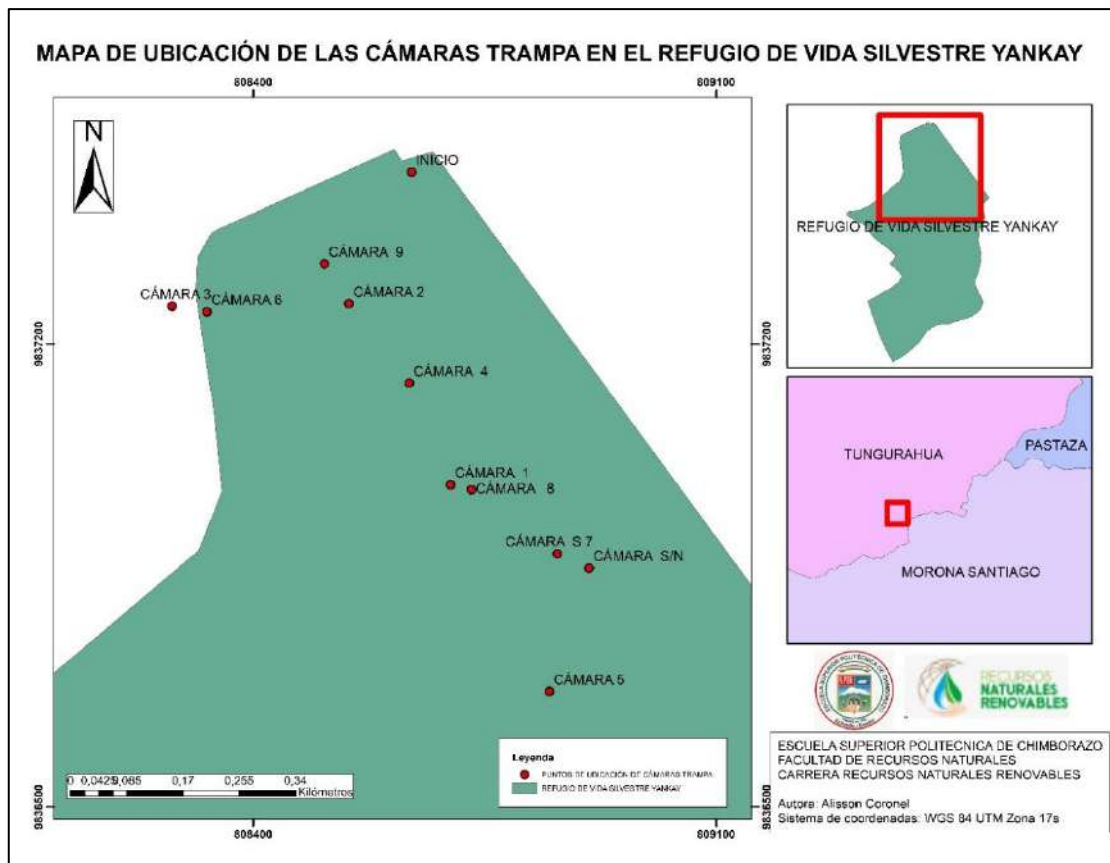 MAPA DE UBICACIÓN DE LAS CÁMARAS TRAMPA EN EL REFUGIO DE VIDA SILVESTRE YANKAY
808400
809100
N
INICIO
CÁMARA 9
CÁMARA 3
CÁMARA 6
CÁMARA 2
9837200
9837200
CÁMARA 4
CÁMARA 1
CÁMARA 8
CÁMARA S 7
CÁMARA S/N
CÁMARA 5
Leyenda
PUNTOS DE UBICACIÓN DE CÁMARAS TRAMPA
REFUGIO DE VIDA SILVESTRE YANKAY
0 0,0425 0,085 0,17 0,255 0,34
Kilómetros
9836500
9836500
808400
809100
REFUGIO DE VIDA SILVESTRE YANKAY
TUNGURAHUA
PASTAZA
MORONA SANTIAGO
RECURSOS
NATURALES
RENOVABLES
ESCUELA SUPERIOR POLITECNICA DE CHIMBORAZO
FACULTAD DE RECURSOS NATURALES
CARRERA RECURSOS NATURALES RENOVABLES
Autora: Alisson Coronel
Sistema de coordenadas: WGS 84 UTM Zona 17s